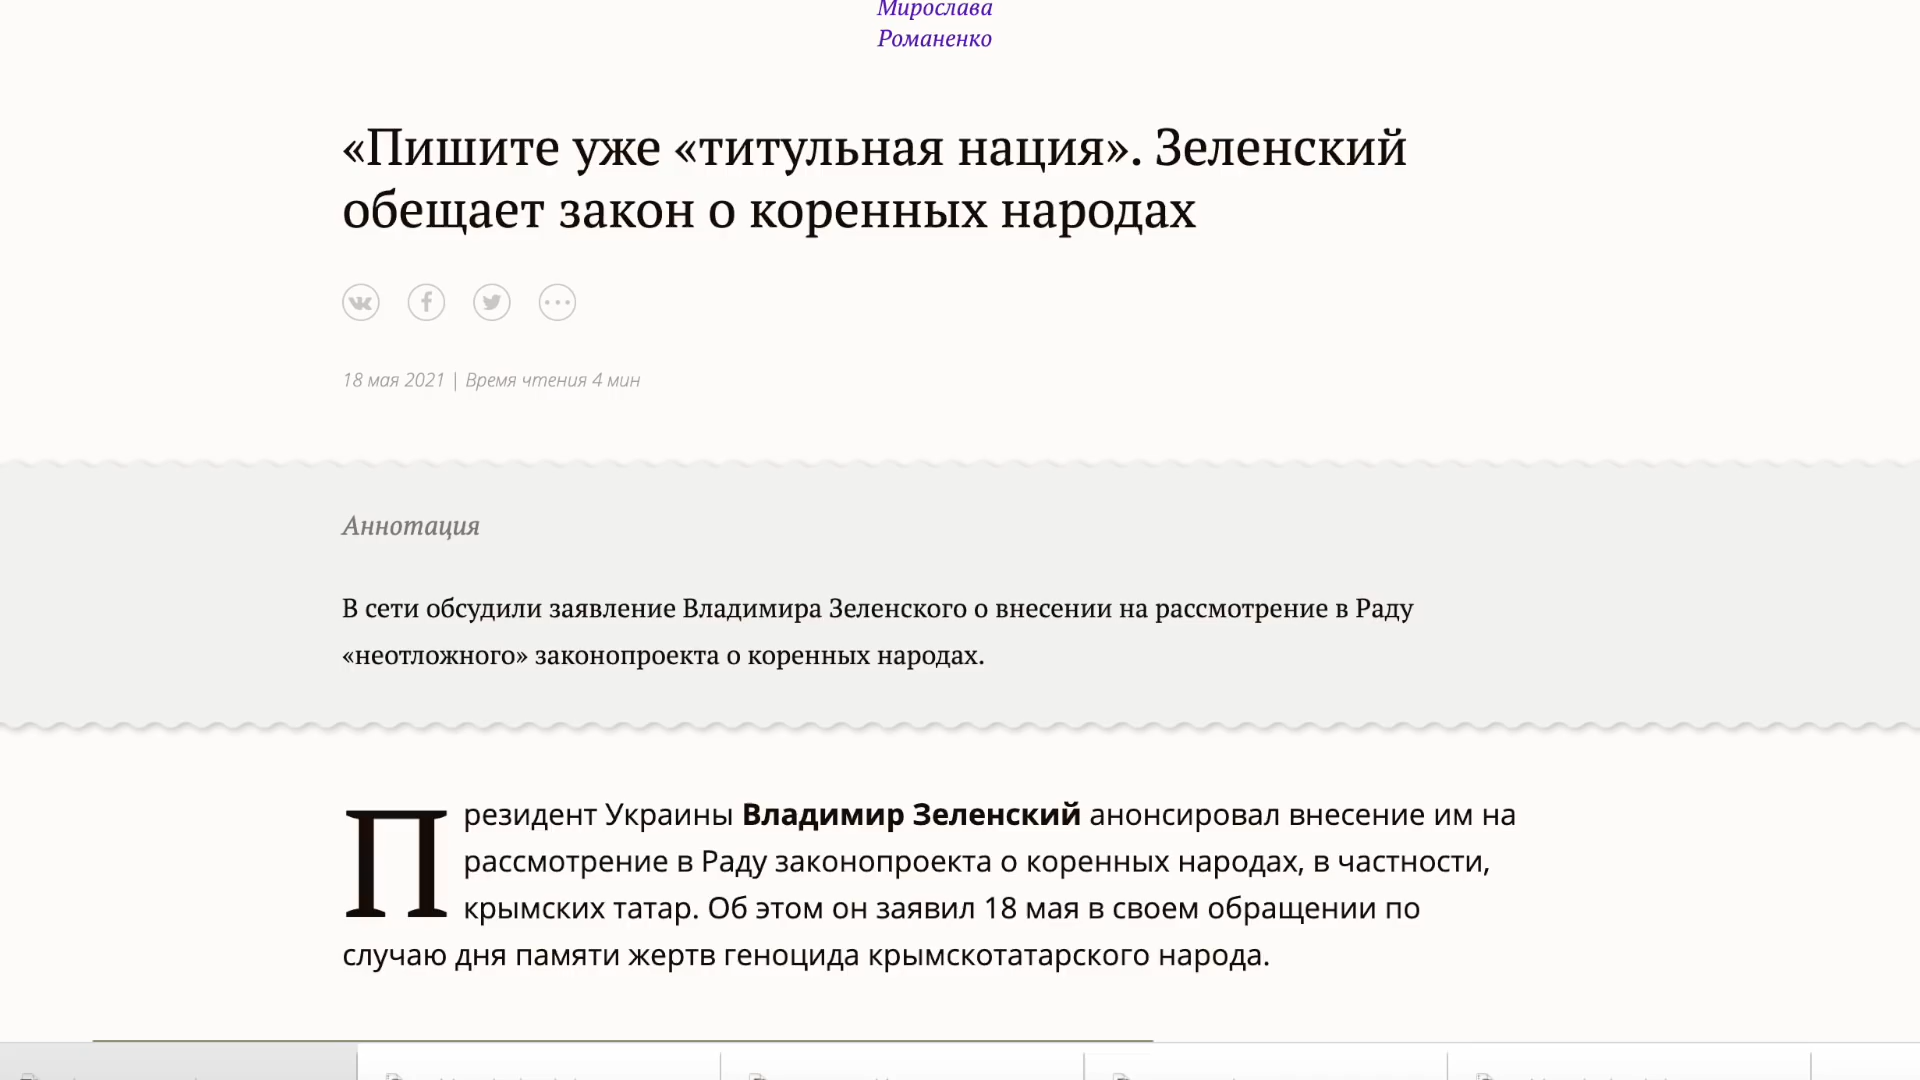 Мирослава
Романенко
«Пишите уже «титульная нация». Зеленский
обещает закон о коренных народах
18 мая 2021 | Время чтения 4 мин
Аннотация
В сети обсудили заявление Владимира Зеленского о внесении на рассмотрение в Раду
«неотложного» законопроекта о коренных народах.
Президент Украины Владимир Зеленский анонсировал внесение им на
рассмотрение в Раду законопроекта о коренных народах, в частности,
крымских татар. Об этом он заявил 18 мая в своем обращении по
случаю дня памяти жертв геноцида крымскотатарского народа.